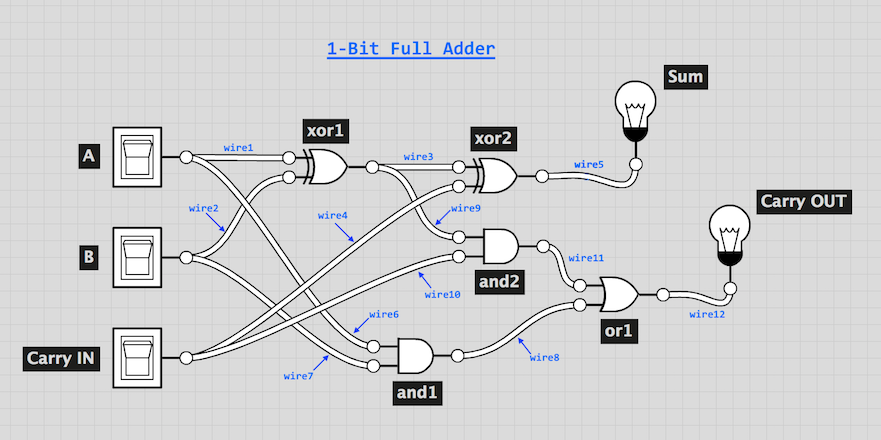 1-Bit Full Adder
Sum
xor1
xor2
A
wire1
wire3
wire5
Carry OUT
wire2
wire4
wire9
B
wire11
and2
wire10
wire6
wire12
or1
Carry IN
wire8
wire7
and1